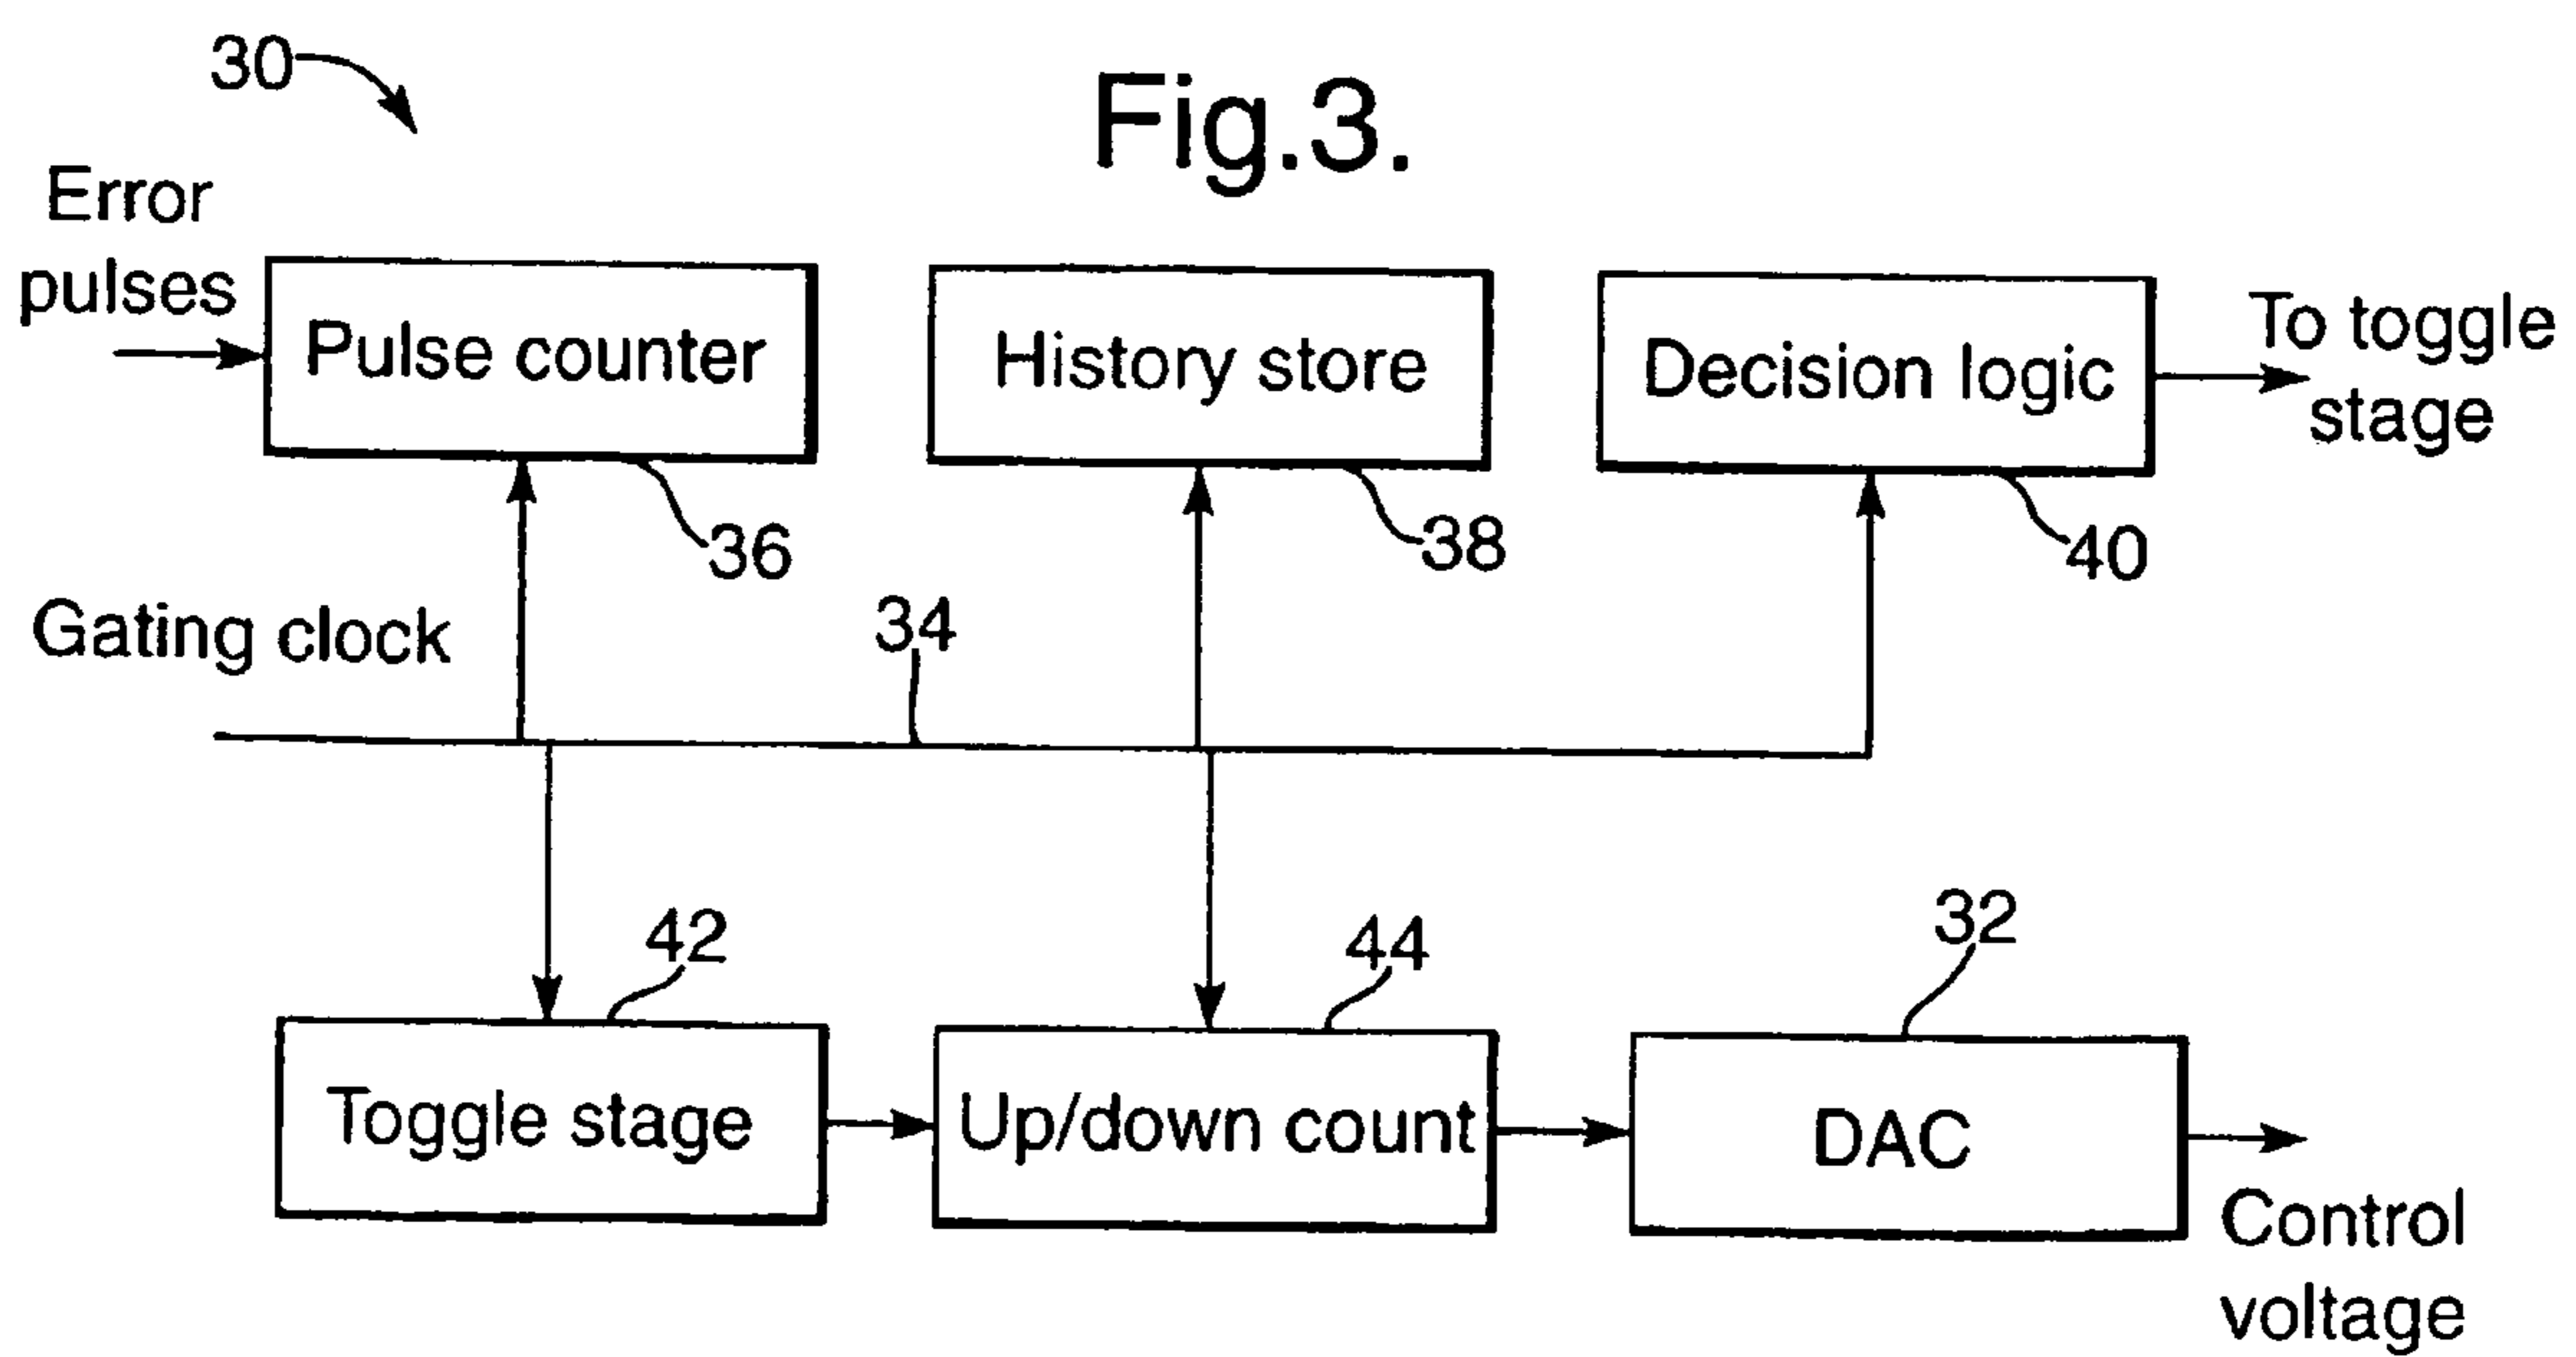 30
Fig.3.
Error
pulses
Pulse counter
History store
Decision logic
To toggle
stage
36
38
40
Gating clock
34
42
44
32
Toggle stage
Up/down count
DAC
Control
voltage